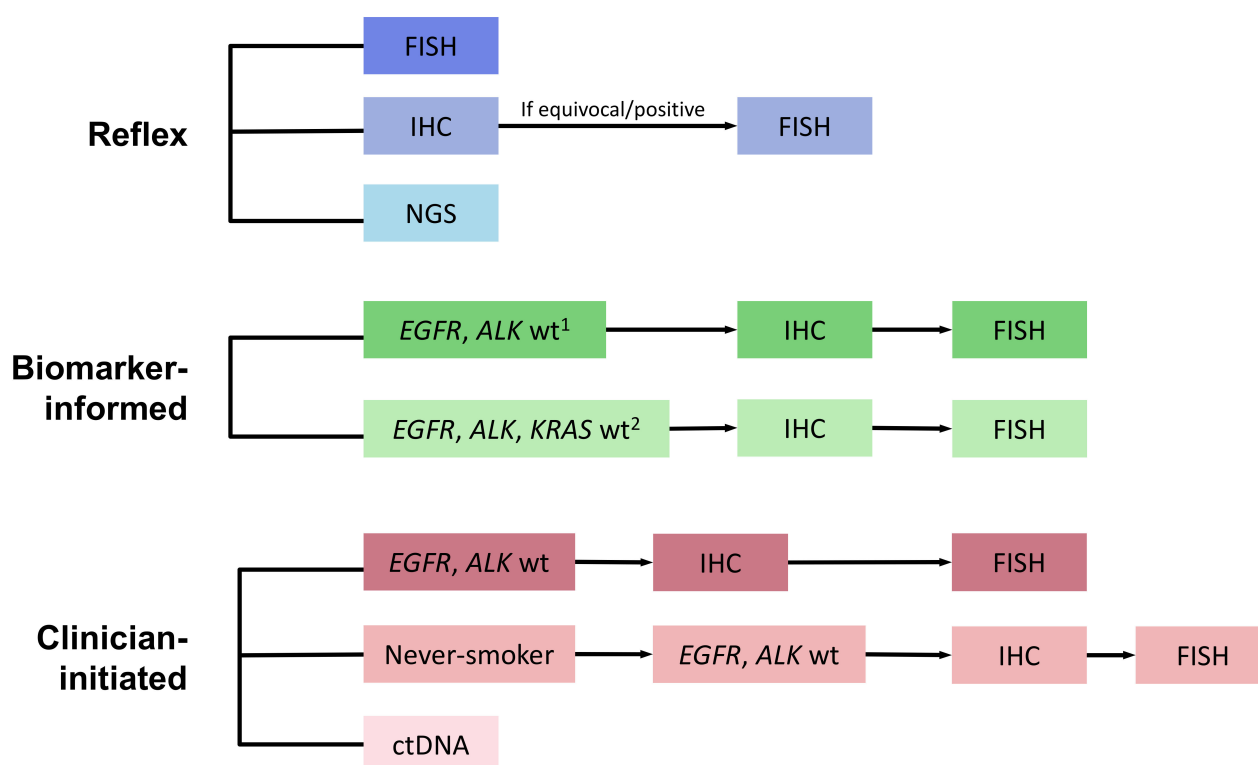 FISH
Reflex
IHC
If equivocal/positive
FISH
NGS
Biomarker-
informed
EGFR, ALK wt¹
IHC
FISH
EGFR, ALK, KRAS wt²
IHC
FISH
Clinician-
initiated
EGFR, ALK wt
IHC
FISH
Never-smoker
EGFR, ALK wt
IHC
FISH
ctDNA